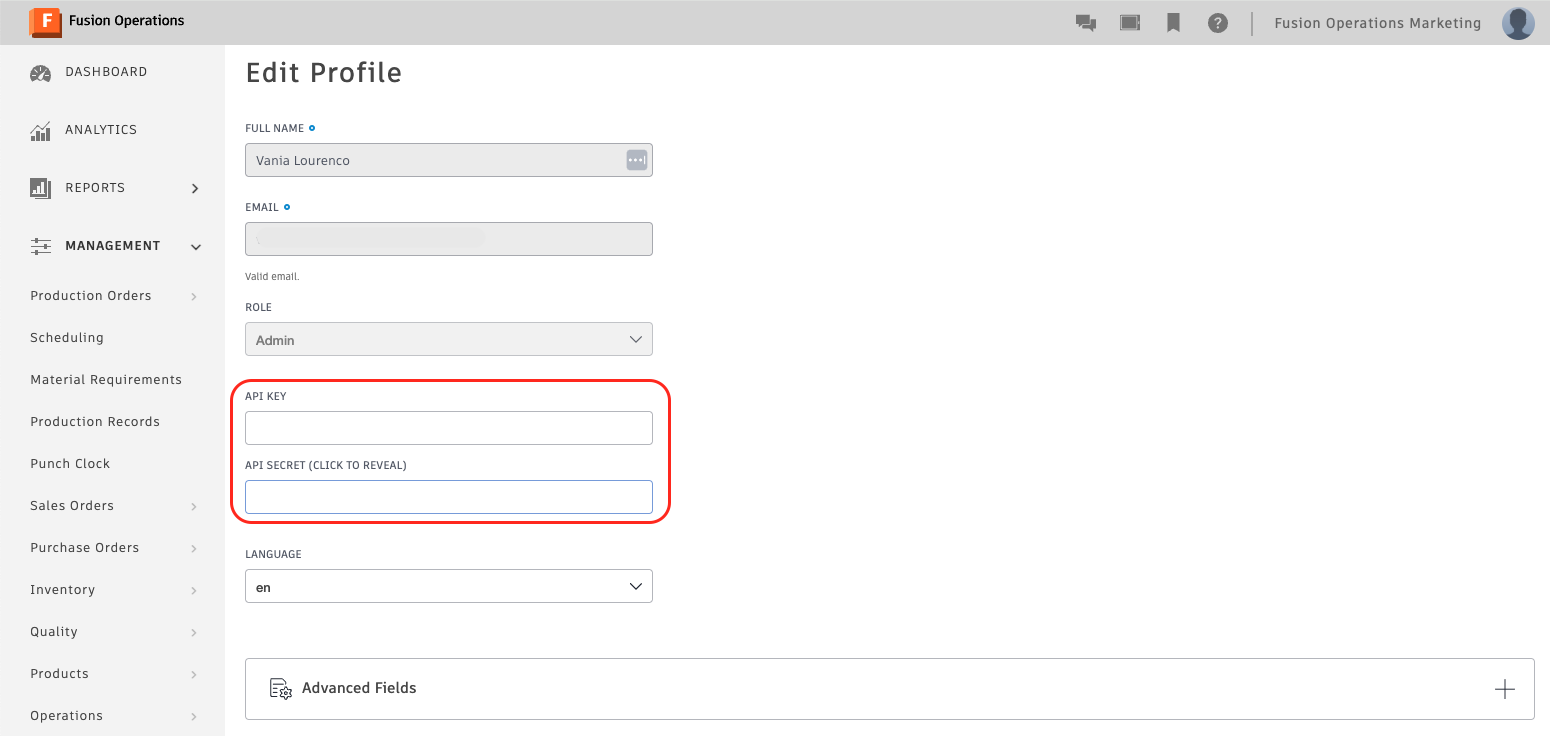 F Fusion Operations
? Fusion Operations Marketing
DASHBOARD
ANALYTICS
REPORTS
MANAGEMENT
Production Orders
Scheduling
Material Requirements
Production Records
Punch Clock
Sales Orders
Purchase Orders
Inventory
Quality
Products
Operations
Edit Profile
FULL NAME
Vania Lourenco
EMAIL
Valid email.
ROLE
Admin
API KEY
API SECRET (CLICK TO REVEAL)
LANGUAGE
en
Advanced Fields